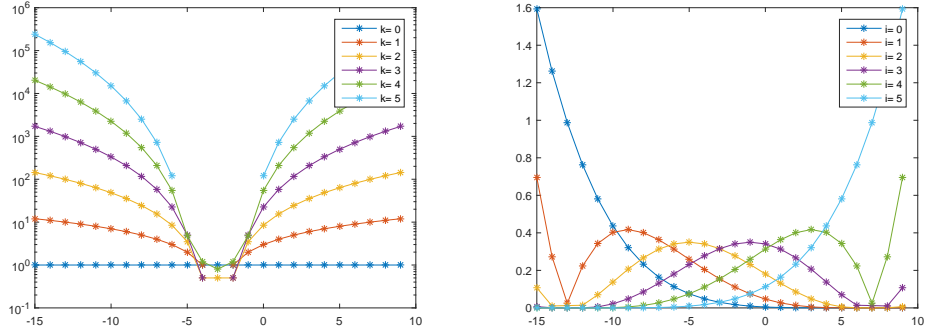 10^6
10^5
10^4
10^3
10^2
10^1
10^0
10^-1
-15 -10 -5 0 5 10
k= 0
k= 1
k= 2
k= 3
k= 4
k= 5
1.6
1.4
1.2
1
0.8
0.6
0.4
0.2
0
-15 -10 -5 0 5 10
i= 0
i= 1
i= 2
i= 3
i= 4
i= 5